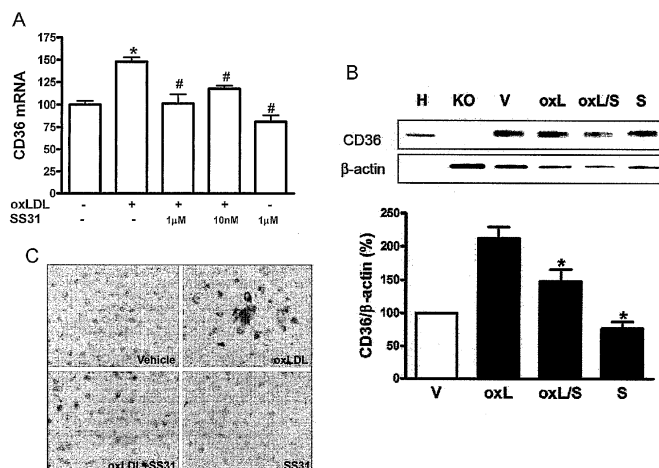 A
175
150
125
100
75
50
25
0
CD36 mRNA
*
#
#
#
oxLDL - + + + -
SS31 - - 1μM 10nM 1μM
B
H KO V oxL oxL/S S
CD36
β-actin
250
200
150
100
50
0
CD36/β-actin (%)
*
*
V oxL oxL/S S
C
Vehicle
oxLDL
oxLDL+SS31
SS31